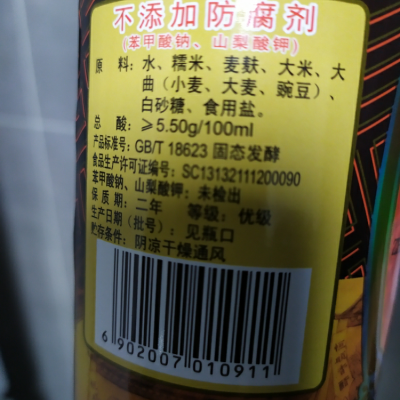 不添加防腐剂
(苯甲酸钠、山梨酸钾)
原料:水、糯米、麦麸、大米、大
曲(小麦、大麦、豌豆)、
白砂糖、食用盐。
总酸:≥5.50g/100ml
产品标准号:GB/T 18623 固态发酵
食品生产许可证编号:SC13132111200090
苯甲酸钠、山梨酸钾:未检出
保质期:二年 等级:优级
生产日期(批号):见瓶口
贮存条件:阴凉干燥通风
6 902007 010911